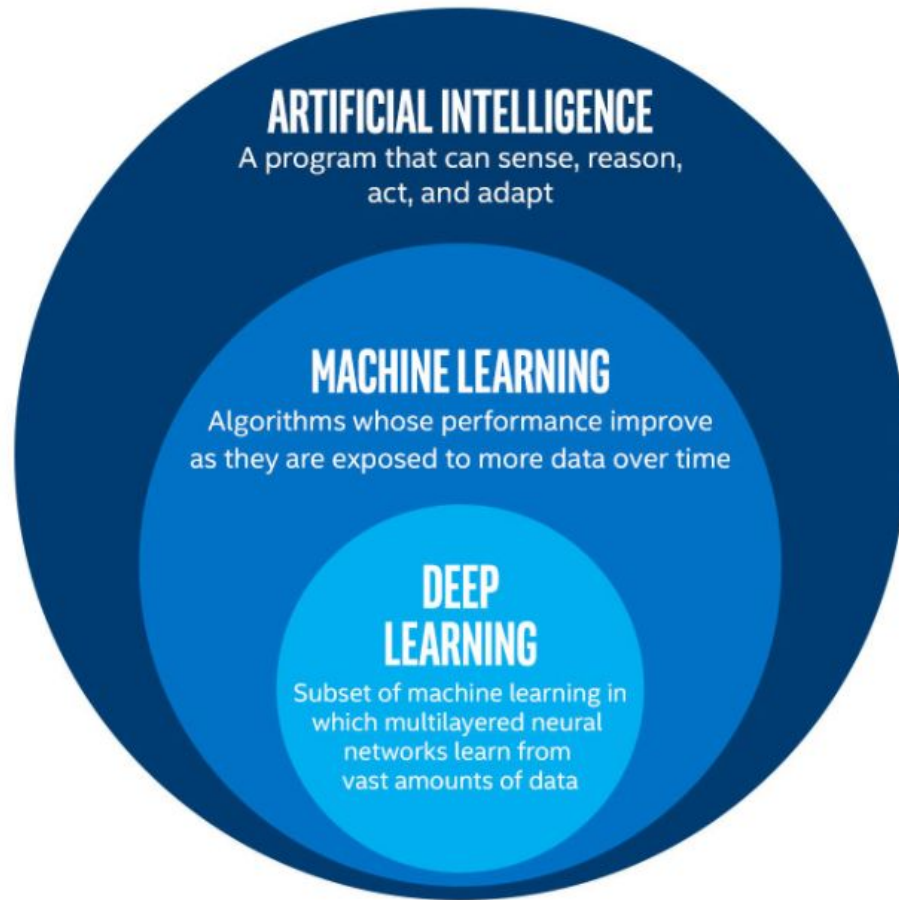 ARTIFICIAL INTELLIGENCE
A program that can sense, reason,
act, and adapt
MACHINE LEARNING
Algorithms whose performance improve
as they are exposed to more data over time
DEEP
LEARNING
Subset of machine learning in
which multilayered neural
networks learn from
vast amounts of data